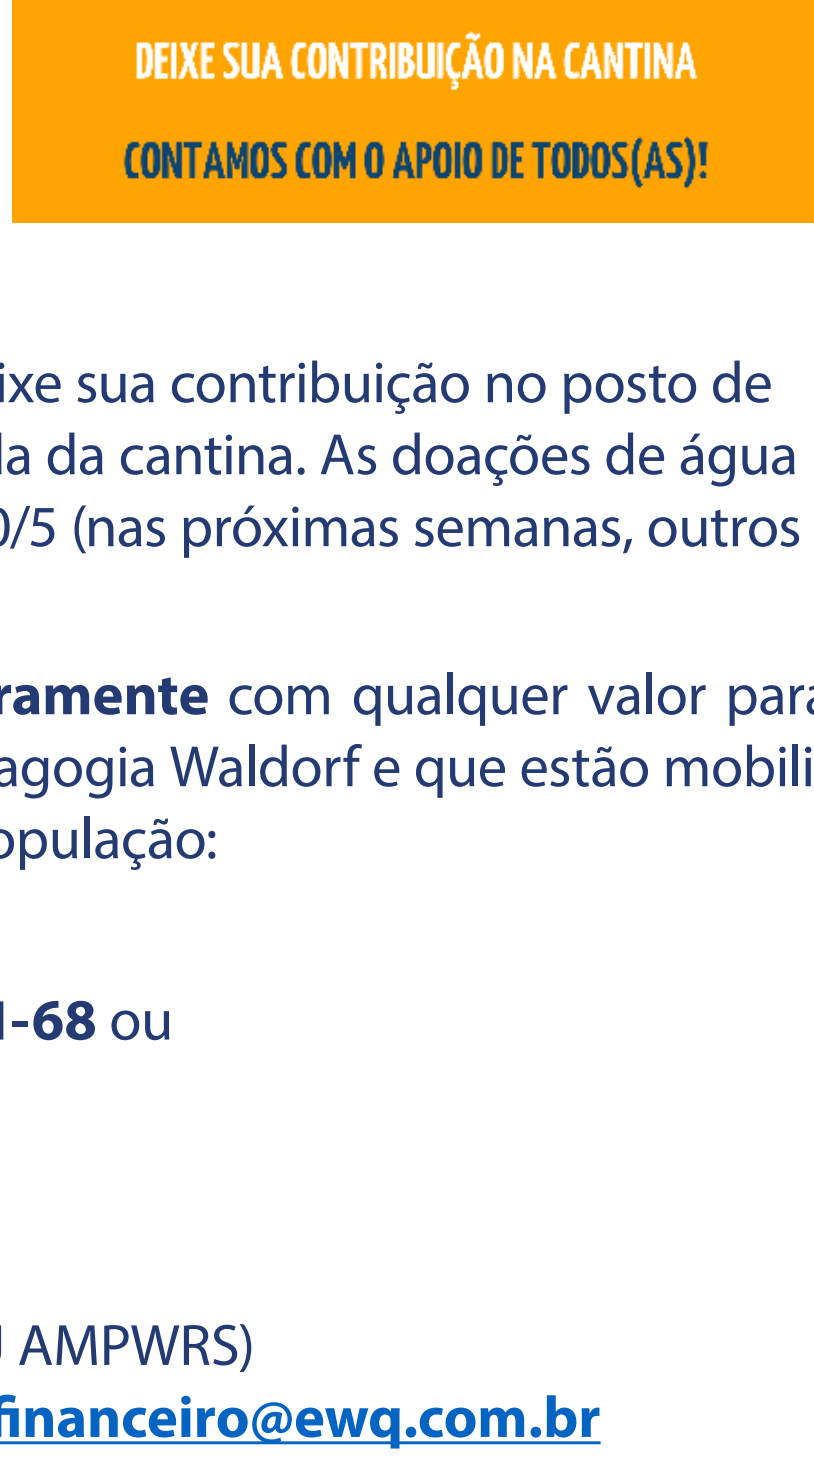 DEIXE SUA CONTRIBUIÇÃO NA CANTINA
CONTAMOS COM O APOIO DE TODOS(AS)!
ixe sua contribuição no posto de
da cantina. As doações de água
0/5 (nas próximas semanas, outros
ramente com qualquer valor para
agogia Waldorf e que estão mobili
opulação:
1-68 ou
AMPWRS)
financeiro@ewq.com.br